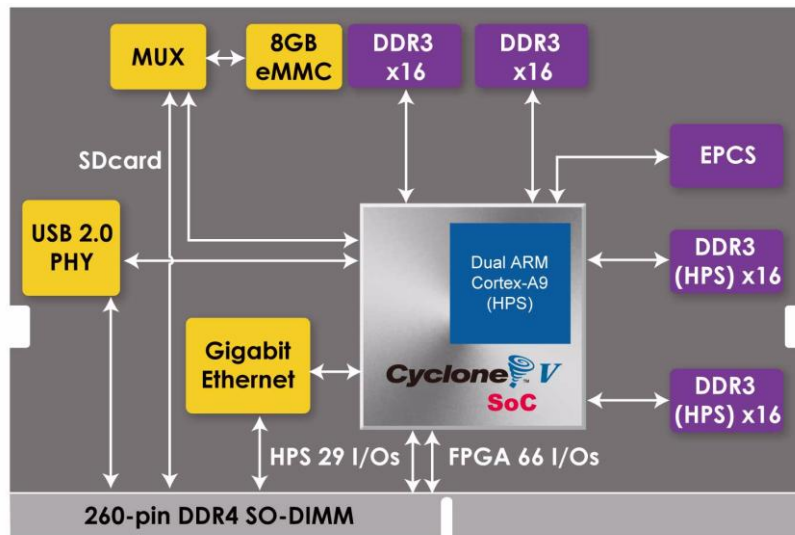 MUX
8GB
eMMC
DDR3
x16
DDR3
x16
SDcard
EPCS
USB 2.0
PHY
Dual ARM
Cortex-A9
(HPS)
DDR3
(HPS) x16
Gigabit
Ethernet
Cyclone™ V
SoC
DDR3
(HPS) x16
HPS 29 I/Os
FPGA 66 I/Os
260-pin DDR4 SO-DIMM